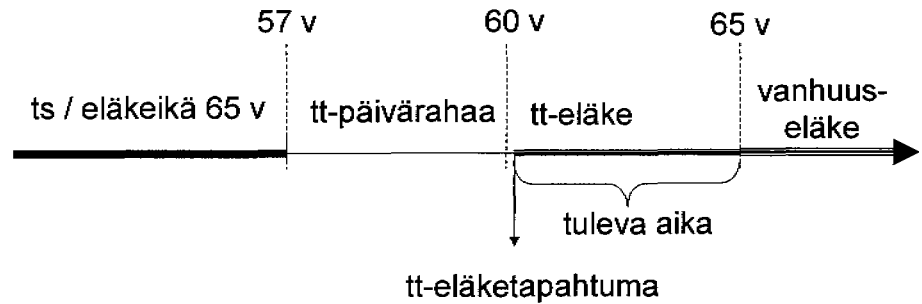 57 v 60 v 65 v
ts / eläkeikä 65 v tt-päivärahaa tt-eläke vanhuus-
eläke
tuleva aika
tt-eläketapahtuma